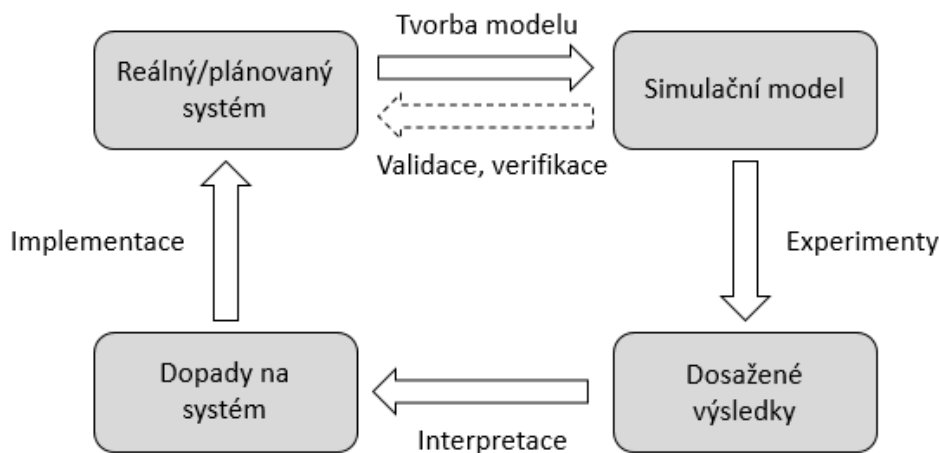 Tvorba modelu
Reálný/plánovaný
systém
Simulační model
Validace, verifikace
Implementace
Experimenty
Dopady na
systém
Dosažené
výsledky
Interpretace